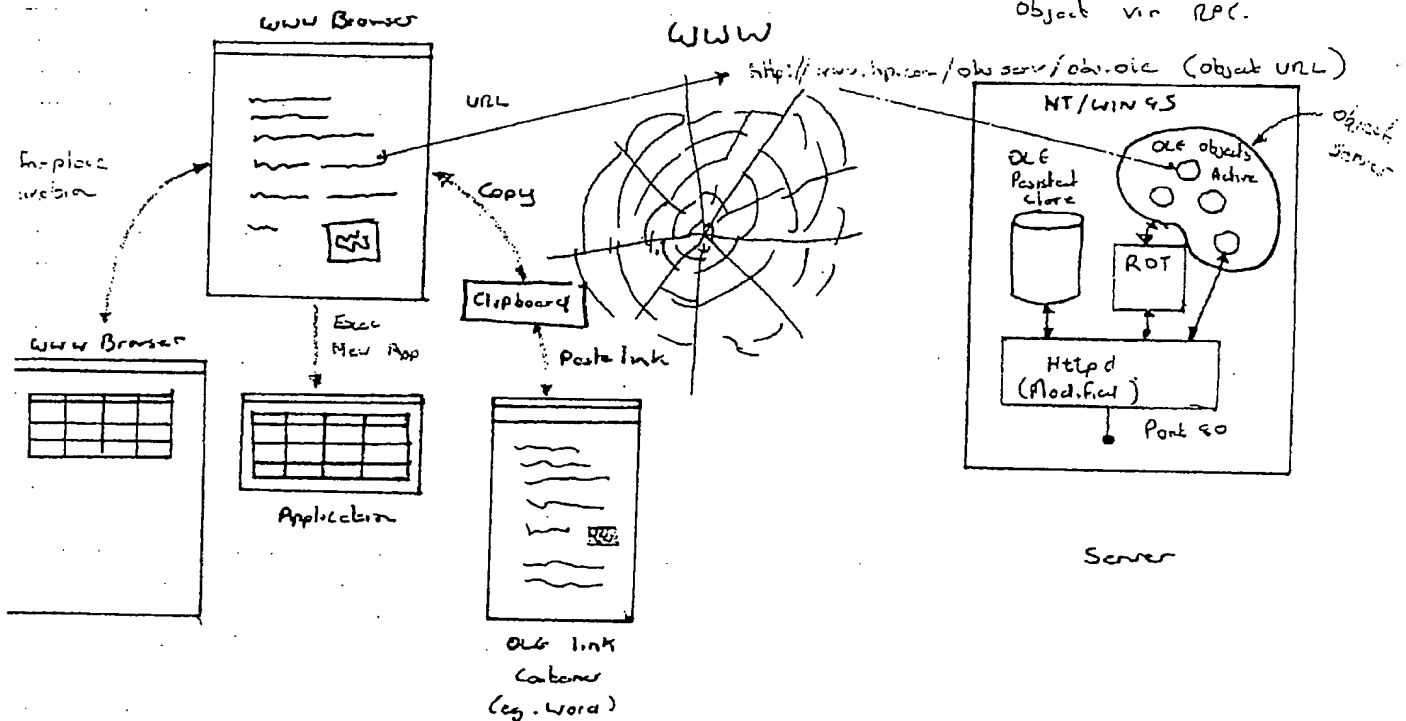 Object via RPC.
WWW Browser
WWW
http://www.hp.com/obj serv/obj.ole (Object URL)
URL
NT/WIN 95
Object
Server
OLE Objects
Active
OLE
Persistent
Store
In-place
Copy
ROT
Clipboard
Exec
New App
WWW Browser
Paste link
Httpd
(Modified)
Port 80
Application
Server
OLE link
Container
(eg. Word)